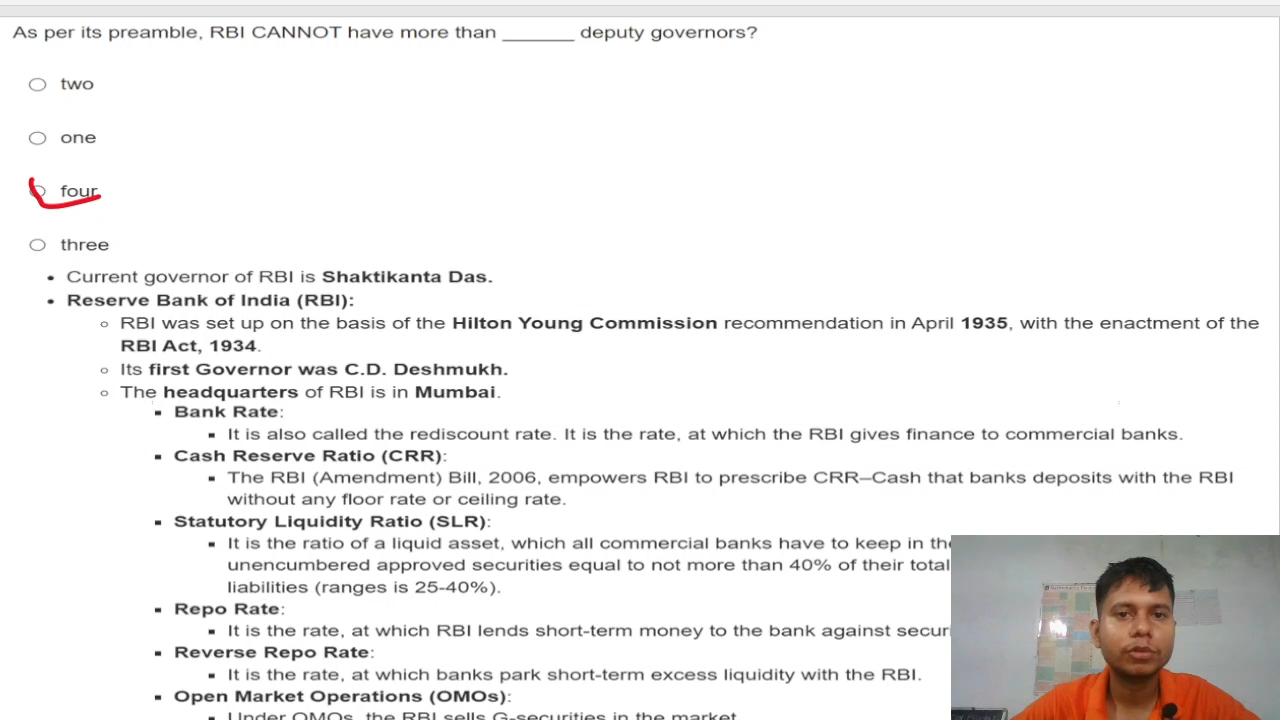 As per its preamble, RBI CANNOT have more than _______ deputy governors?
two
one
four
three
• Current governor of RBI is Shaktikanta Das.
• Reserve Bank of India (RBI):
○ RBI was set up on the basis of the Hilton Young Commission recommendation in April 1935, with the enactment of the
RBI Act, 1934.
○ Its first Governor was C.D. Deshmukh.
○ The headquarters of RBI is in Mumbai.
▪ Bank Rate:
▪ It is also called the rediscount rate. It is the rate, at which the RBI gives finance to commercial banks.
▪ Cash Reserve Ratio (CRR):
▪ The RBI (Amendment) Bill, 2006, empowers RBI to prescribe CRR–Cash that banks deposits with the RBI
without any floor rate or ceiling rate.
▪ Statutory Liquidity Ratio (SLR):
▪ It is the ratio of a liquid asset, which all commercial banks have to keep in the
unencumbered approved securities equal to not more than 40% of their total
liabilities (ranges is 25-40%).
▪ Repo Rate:
▪ It is the rate, at which RBI lends short-term money to the bank against securi
▪ Reverse Repo Rate:
▪ It is the rate, at which banks park short-term excess liquidity with the RBI.
▪ Open Market Operations (OMOs):
▪ Under OMOs, the RBI sells G-securities in the market